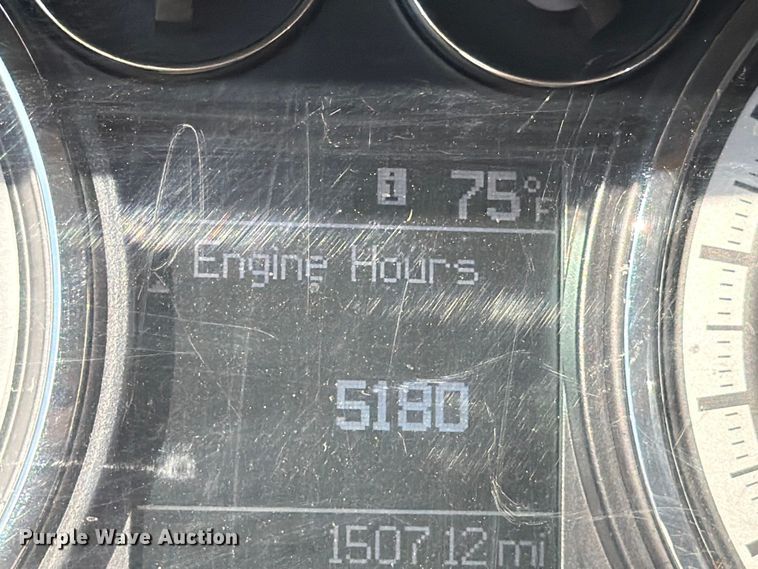 i 75°F
Engine Hours
5180
150712mi
Purple Wave Auction